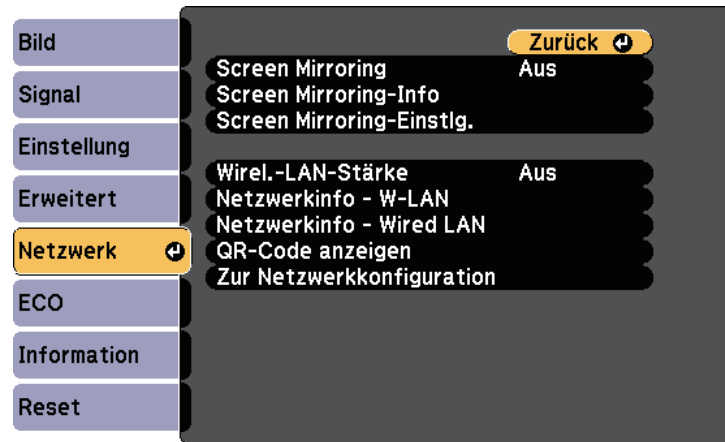 Bild
Signal
Einstellung
Erweitert
Netzwerk
ECO
Information
Reset
Zurück
Screen Mirroring Aus
Screen Mirroring-Info
Screen Mirroring-Einstlg.
Wirel.-LAN-Stärke Aus
Netzwerkinfo - W-LAN
Netzwerkinfo - Wired LAN
QR-Code anzeigen
Zur Netzwerkkonfiguration